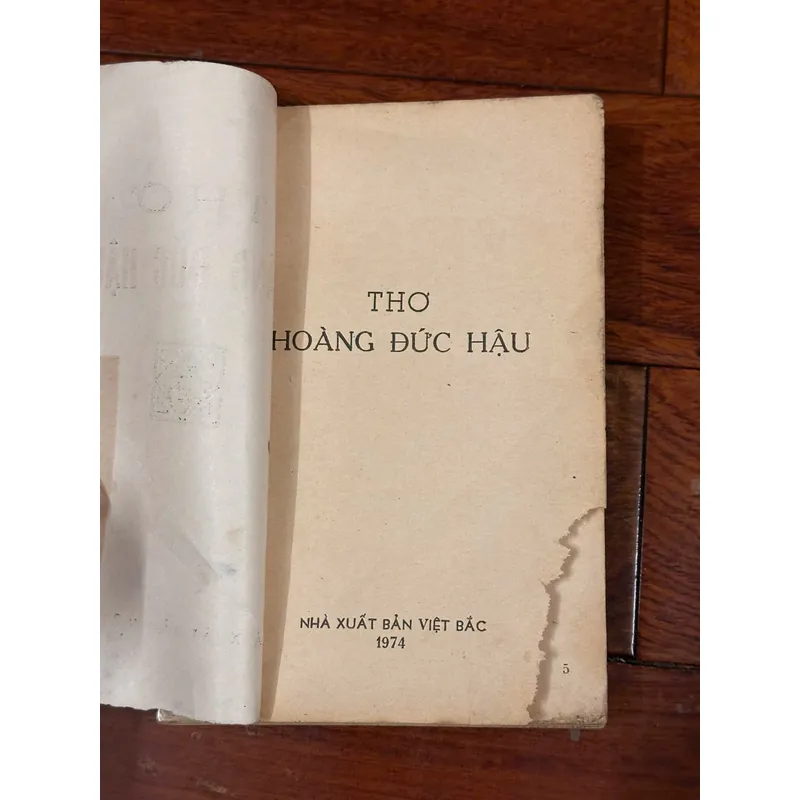 THƠ
HOÀNG ĐỨC HẬU
NHÀ XUẤT BẢN VIỆT BẮC
1974
5